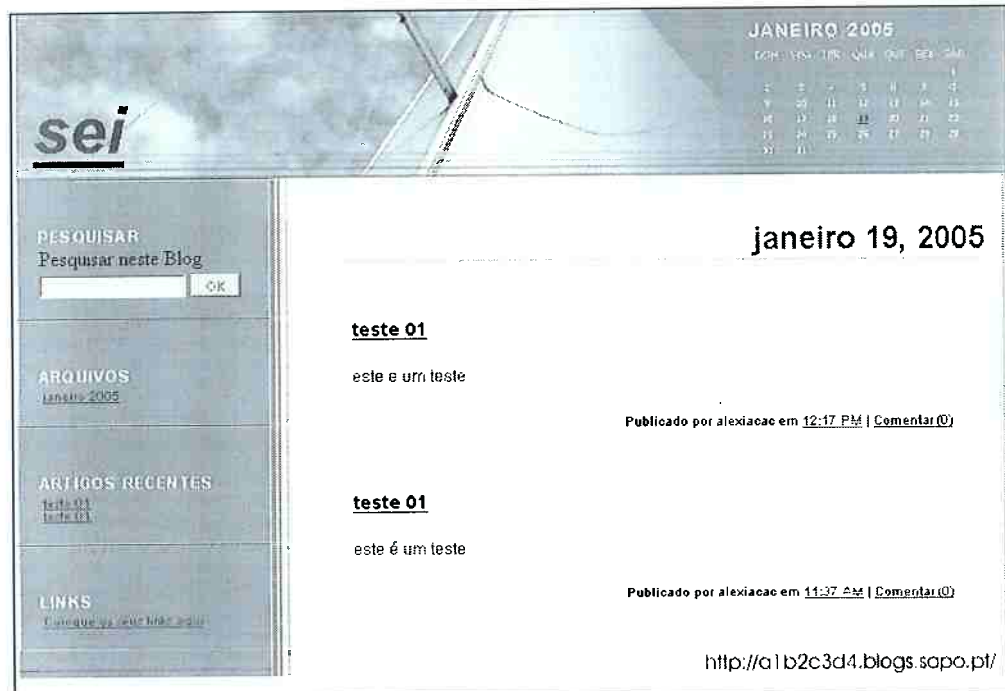 sei
JANEIRO 2005
PESQUISAR
Pesquisar neste Blog
OK
ARQUIVOS
janeiro 2005
ARTIGOS RECENTES
teste 01
teste 01
LINKS
janeiro 19, 2005
teste 01
este e um teste
Publicado por alexiacac em 12:17 PM | Comentar (0)
teste 01
este é um teste
Publicado por alexiacac em 11:37 AM | Comentar (0)
http://a1b2c3d4.blogs.sapo.pt/